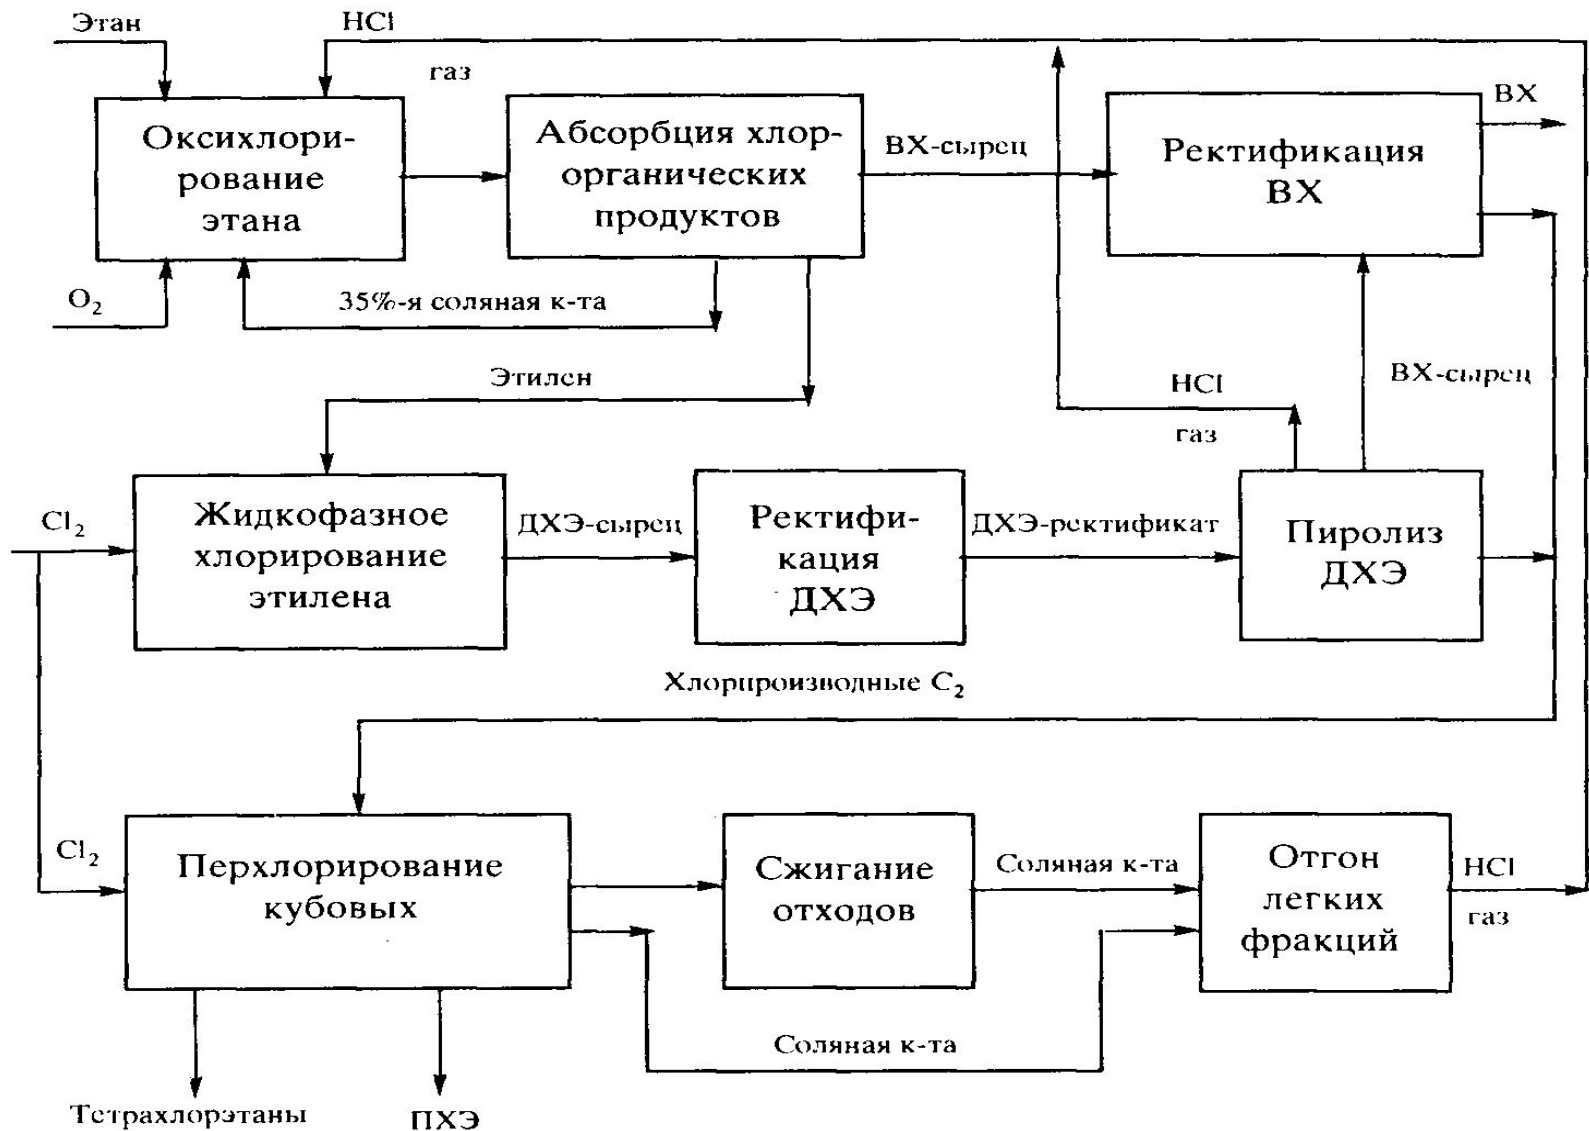 Этан
HCl
газ
Оксихлори-
рование
этана
Абсорбция хлор-
органических
продуктов
ВХ-сырец
Ректификация
ВХ
ВХ
O₂
35%-я соляная к-та
Этилен
HCl
газ
ВХ-сырец
Cl₂
Жидкофазное
хлорирование
этилена
ДХЭ-сырец
Ректифи-
кация
ДХЭ
ДХЭ-ректификат
Пиролиз
ДХЭ
Хлорпроизводные C₂
Cl₂
Перхлорирование
кубовых
Сжигание
отходов
Соляная к-та
Отгон
легких
фракций
HCl
газ
Соляная к-та
Тетрахлорэтаны
ПХЭ